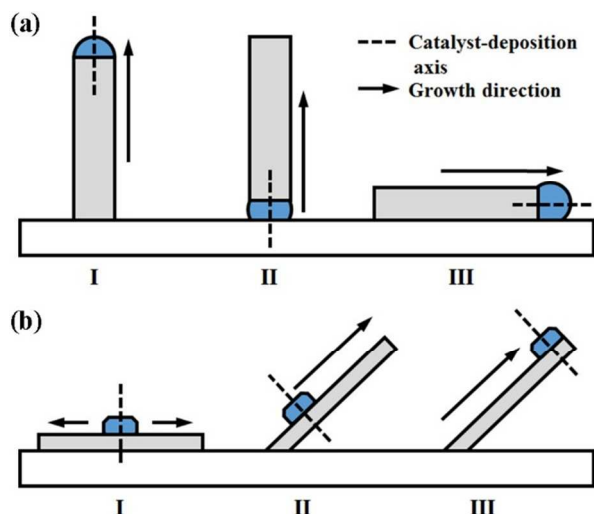 (a)
Catalyst-deposition
axis
Growth direction
I II III
(b)
I II III